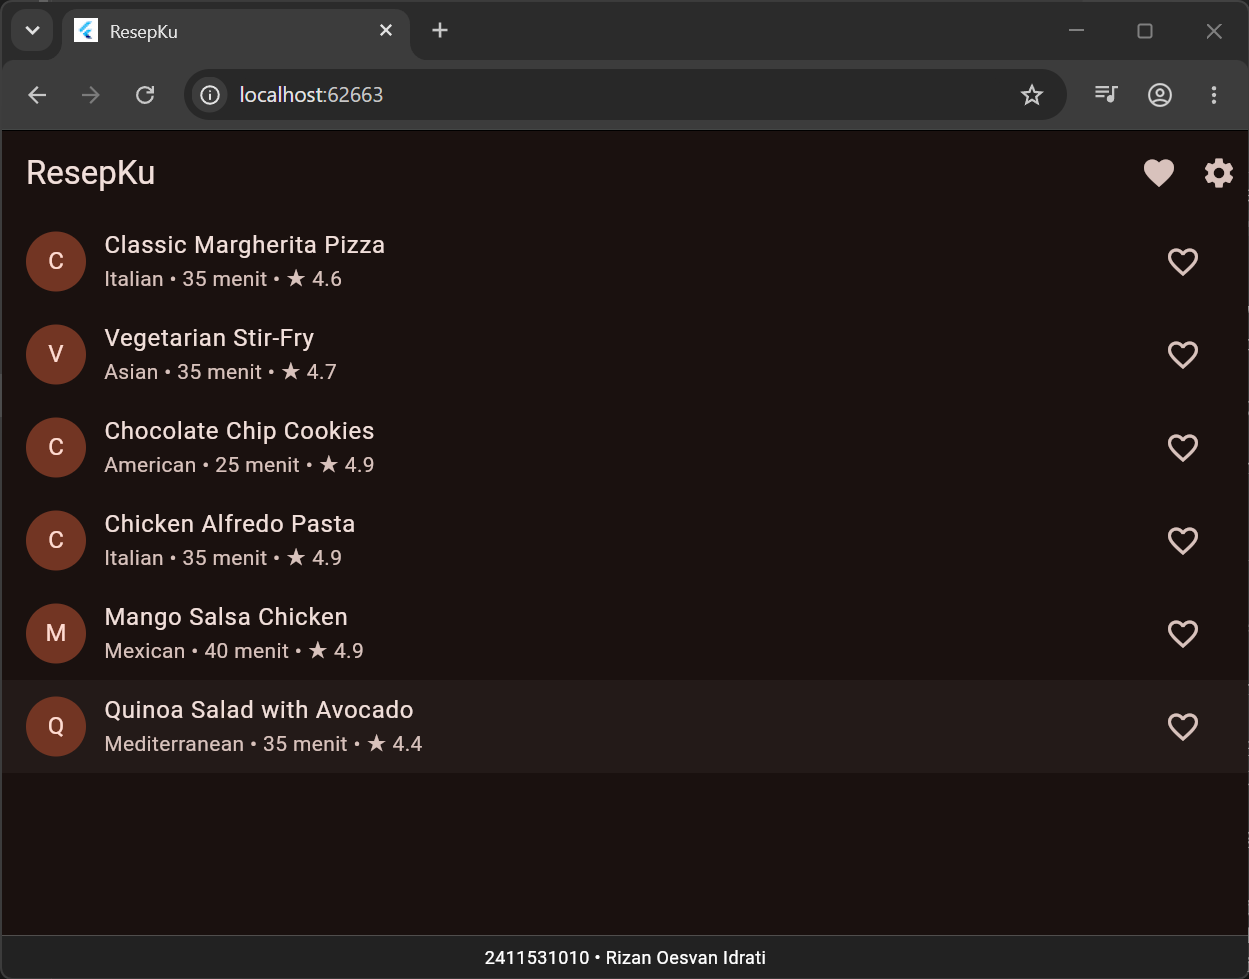 ResepKu
localhost:62663
ResepKu
C
Classic Margherita Pizza
Italian • 35 menit • ★ 4.6
V
Vegetarian Stir-Fry
Asian • 35 menit • ★ 4.7
C
Chocolate Chip Cookies
American • 25 menit • ★ 4.9
C
Chicken Alfredo Pasta
Italian • 35 menit • ★ 4.9
M
Mango Salsa Chicken
Mexican • 40 menit • ★ 4.9
Q
Quinoa Salad with Avocado
Mediterranean • 35 menit • ★ 4.4
2411531010 • Rizan Oesvan Idrati